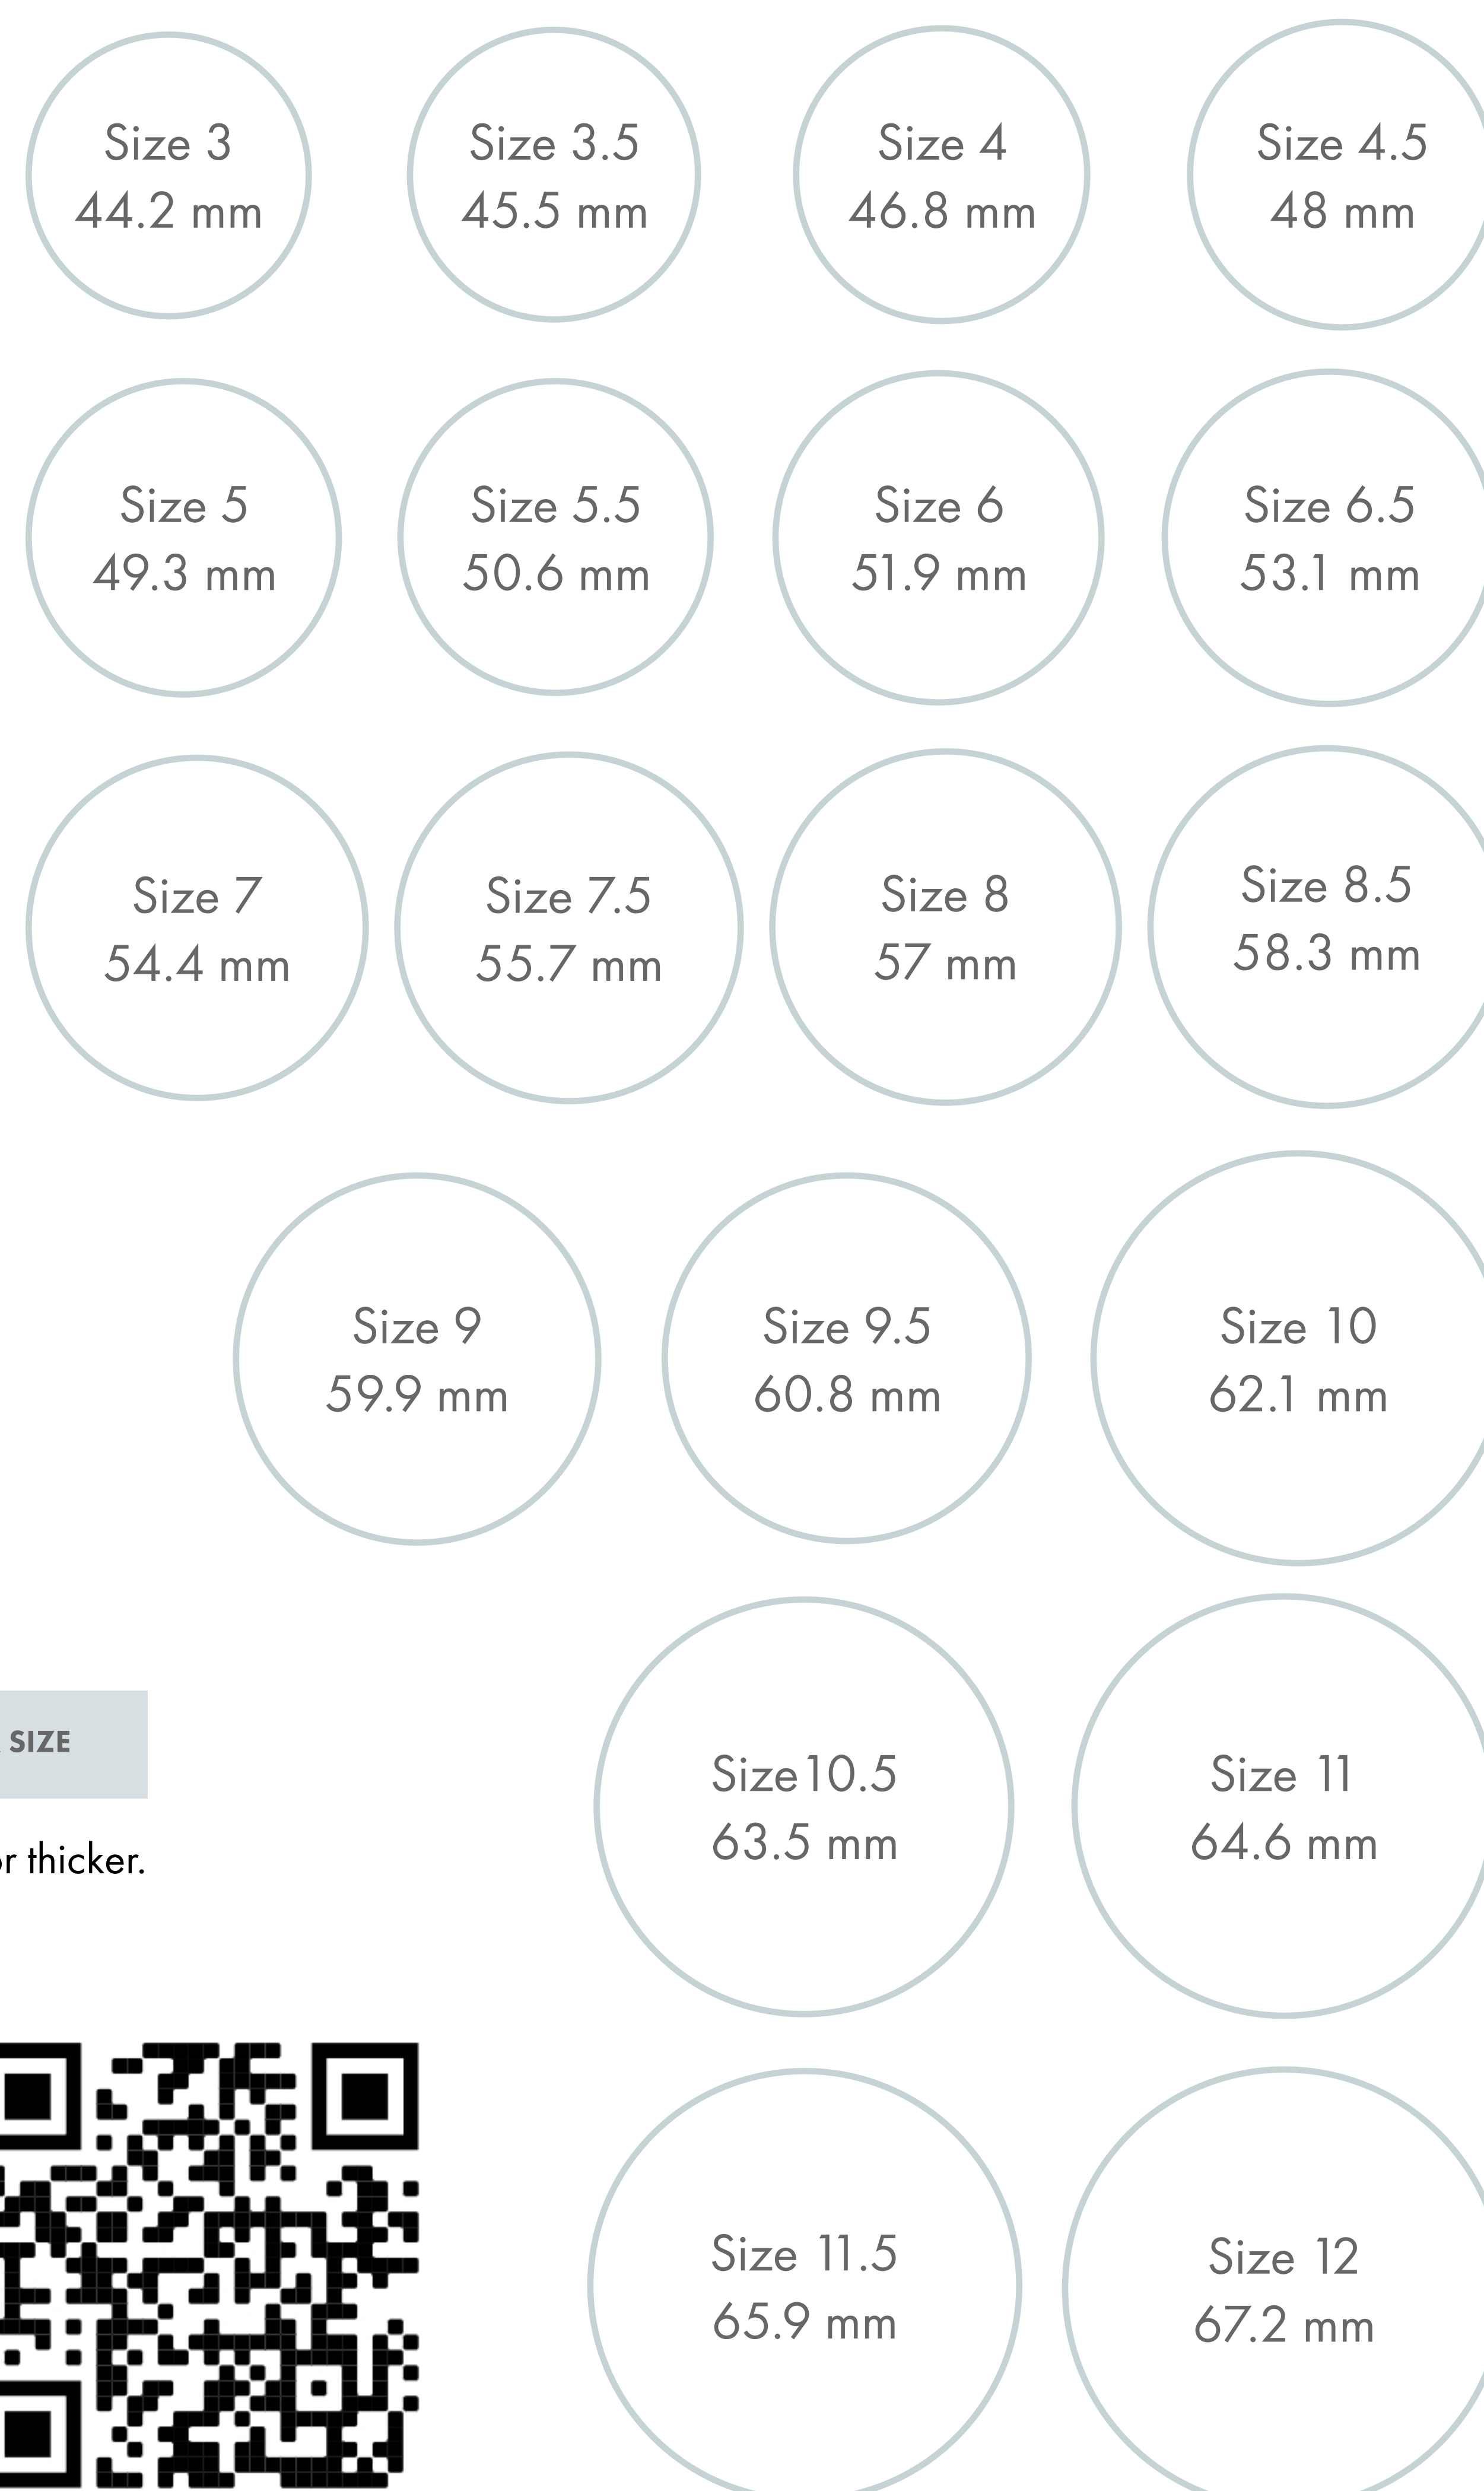 Size 3
44.2 mm
Size 3.5
45.5 mm
Size 4
46.8 mm
Size 4.5
48 mm
Size 5
49.3 mm
Size 5.5
50.6 mm
Size 6
51.9 mm
Size 6.5
53.1 mm
Size 7
54.4 mm
Size 7.5
55.7 mm
Size 8
57 mm
Size 8.5
58.3 mm
Size 9
59.9 mm
Size 9.5
60.8 mm
Size 10
62.1 mm
SIZE
r thicker.
Size10.5
63.5 mm
Size 11
64.6 mm
Size 11.5
65.9 mm
Size 12
67.2 mm